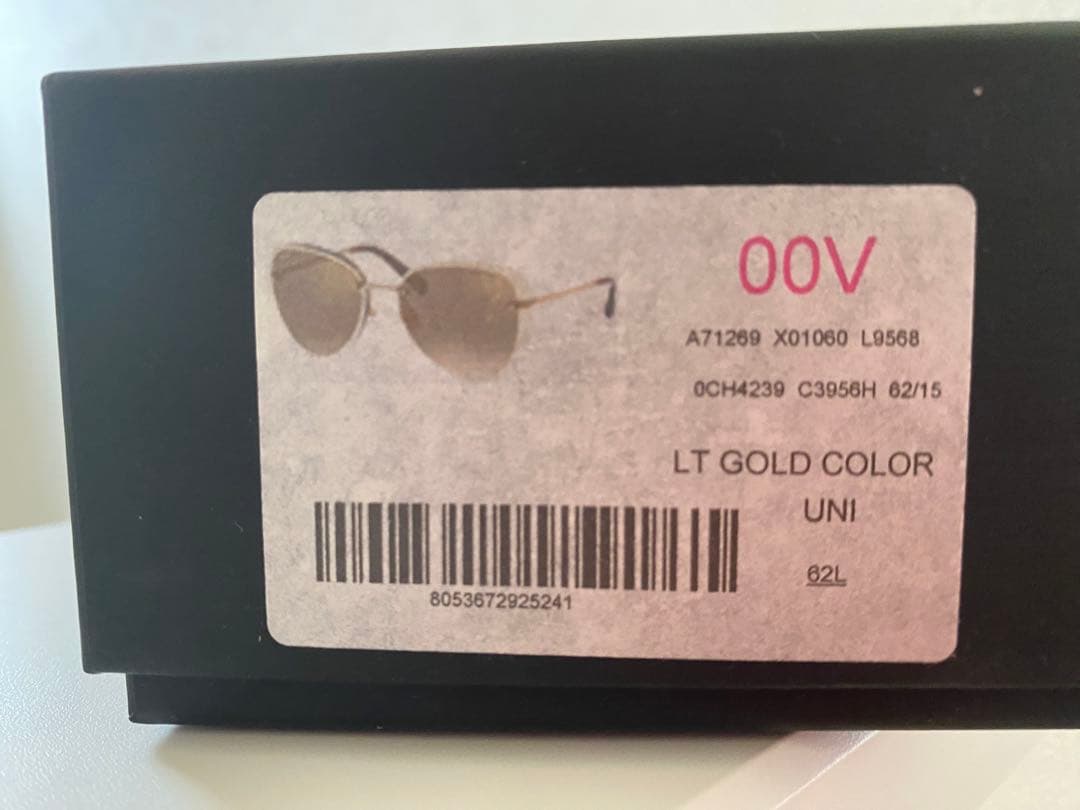 00V
A71269 X01060 L9568
0CH4239 C3956H 62/15
LT GOLD COLOR
UNI
62L
8053672925241